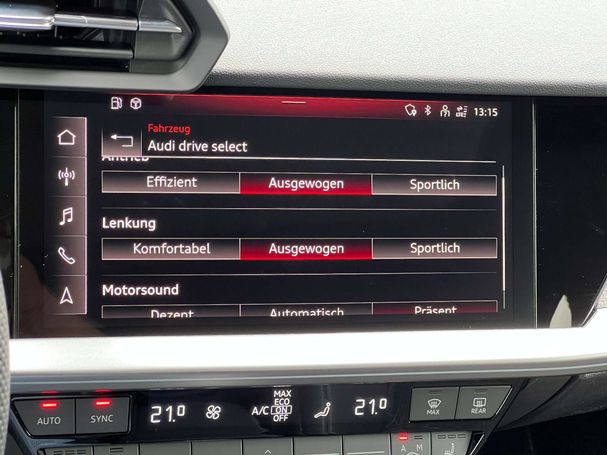 13:15
Fahrzeug
Audi drive select
Antrieb
Effizient Ausgewogen Sportlich
Lenkung
Komfortabel Ausgewogen Sportlich
Motorsound
Dezent Automatisch Präsent
AUTO SYNC 21.0 A/C MAX ECO ON OFF 21.0 MAX REAR
A M